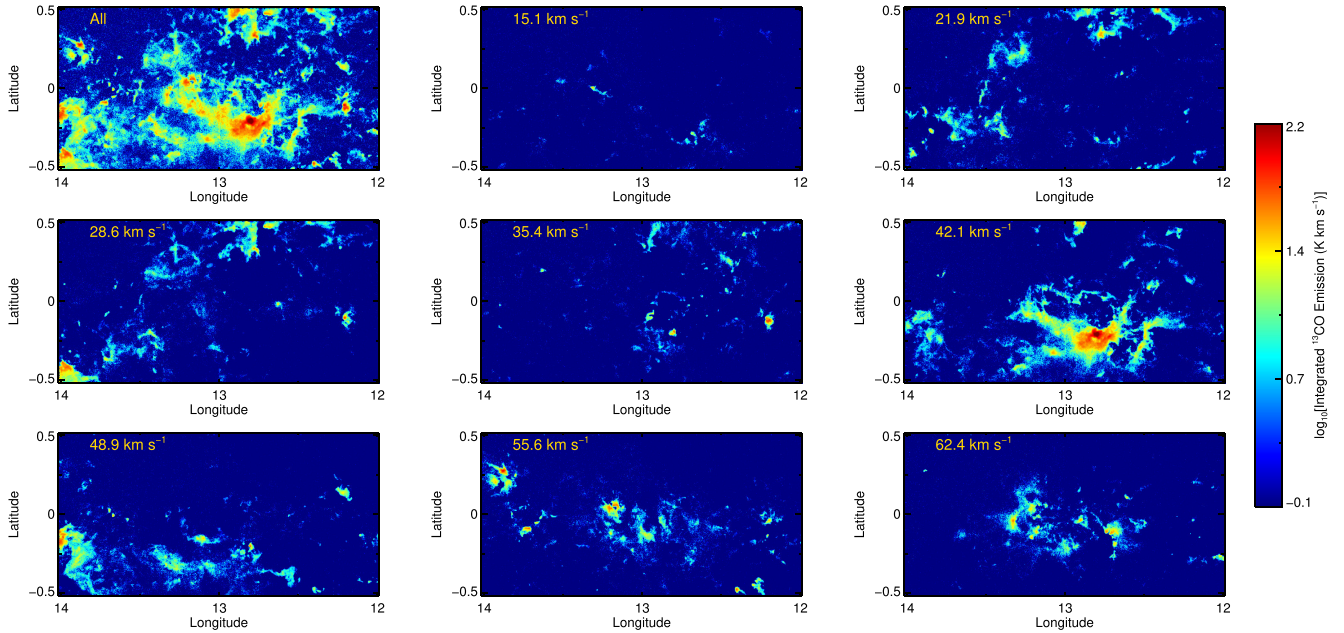 All
15.1 km s⁻¹
21.9 km s⁻¹
0.5
0
−0.5
Latitude
14
13
12
Longitude
0.5
0
−0.5
Latitude
14
13
12
Longitude
0.5
0
−0.5
Latitude
14
13
12
Longitude
28.6 km s⁻¹
35.4 km s⁻¹
42.1 km s⁻¹
0.5
0
−0.5
Latitude
14
13
12
Longitude
0.5
0
−0.5
Latitude
14
13
12
Longitude
0.5
0
−0.5
Latitude
14
13
12
Longitude
48.9 km s⁻¹
55.6 km s⁻¹
62.4 km s⁻¹
0.5
0
−0.5
Latitude
14
13
12
Longitude
0.5
0
−0.5
Latitude
14
13
12
Longitude
0.5
0
−0.5
Latitude
14
13
12
Longitude
2.2
1.4
0.7
−0.1
log₁₀[Integrated ¹³CO Emission (K km s⁻¹)]